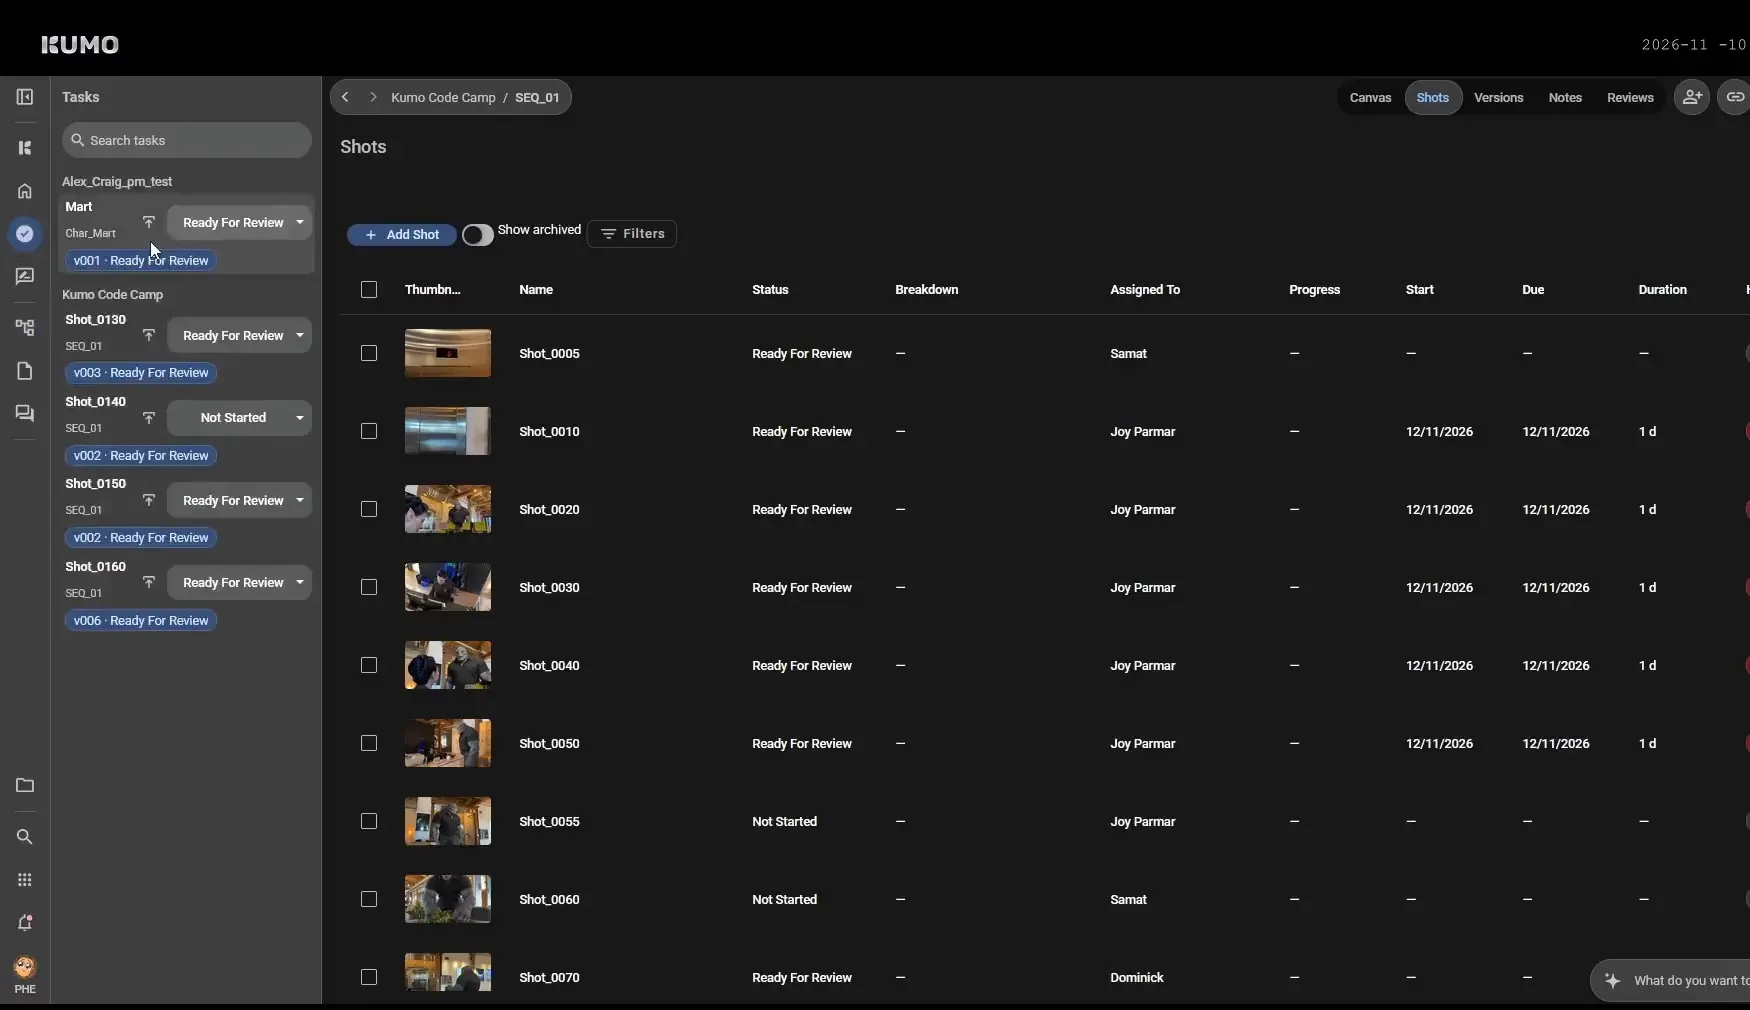 KUMO
2026-11 -10
Tasks
Search tasks
Alex_Craig_pm_test
Mart
Char_Mart
Ready For Review
v001 · Ready For Review
Kumo Code Camp
Shot_0130
SEQ_01
Ready For Review
v003 · Ready For Review
Shot_0140
SEQ_01
Not Started
v002 · Ready For Review
Shot_0150
SEQ_01
Ready For Review
v002 · Ready For Review
Shot_0160
SEQ_01
Ready For Review
v006 · Ready For Review
PHE
Kumo Code Camp / SEQ_01
Canvas Shots Versions Notes Reviews
Shots
+ Add Shot Show archived Filters
Thumbn... Name Status Breakdown Assigned To Progress Start Due Duration
Shot_0005 Ready For Review — Samat — — — —
Shot_0010 Ready For Review — Joy Parmar — 12/11/2026 12/11/2026 1 d
Shot_0020 Ready For Review — Joy Parmar — 12/11/2026 12/11/2026 1 d
Shot_0030 Ready For Review — Joy Parmar — 12/11/2026 12/11/2026 1 d
Shot_0040 Ready For Review — Joy Parmar — 12/11/2026 12/11/2026 1 d
Shot_0050 Ready For Review — Joy Parmar — 12/11/2026 12/11/2026 1 d
Shot_0055 Not Started — Joy Parmar — — — —
Shot_0060 Not Started — Samat — — — —
Shot_0070 Ready For Review — Dominick — — —
What do you want to